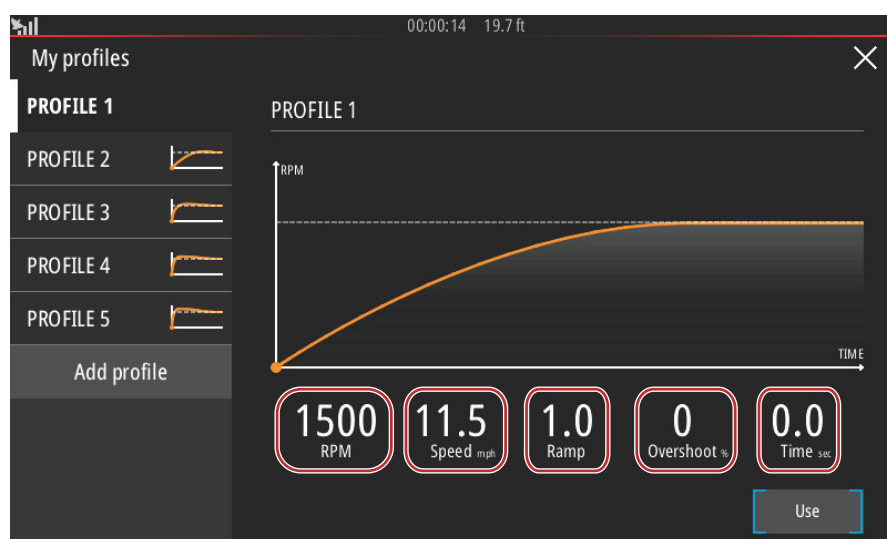 00:00:14 19.7 ft
My profiles
PROFILE 1
PROFILE 2
PROFILE 3
PROFILE 4
PROFILE 5
Add profile
PROFILE 1
RPM
TIME
1500 11.5 1.0 0 0.0
RPM Speed mph Ramp Overshoot % Time sec
Use